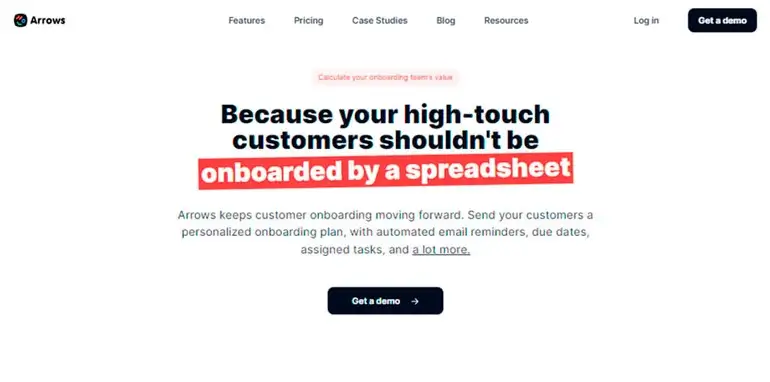 Arrows
Features
Pricing
Case Studies
Blog
Resources
Log in
Get a demo
Calculate your onboarding team's value
Because your high-touch
customers shouldn't be
onboarded by a spreadsheet
Arrows keeps customer onboarding moving forward. Send your customers a
personalized onboarding plan, with automated email reminders, due dates,
assigned tasks, and a lot more.
Get a demo →